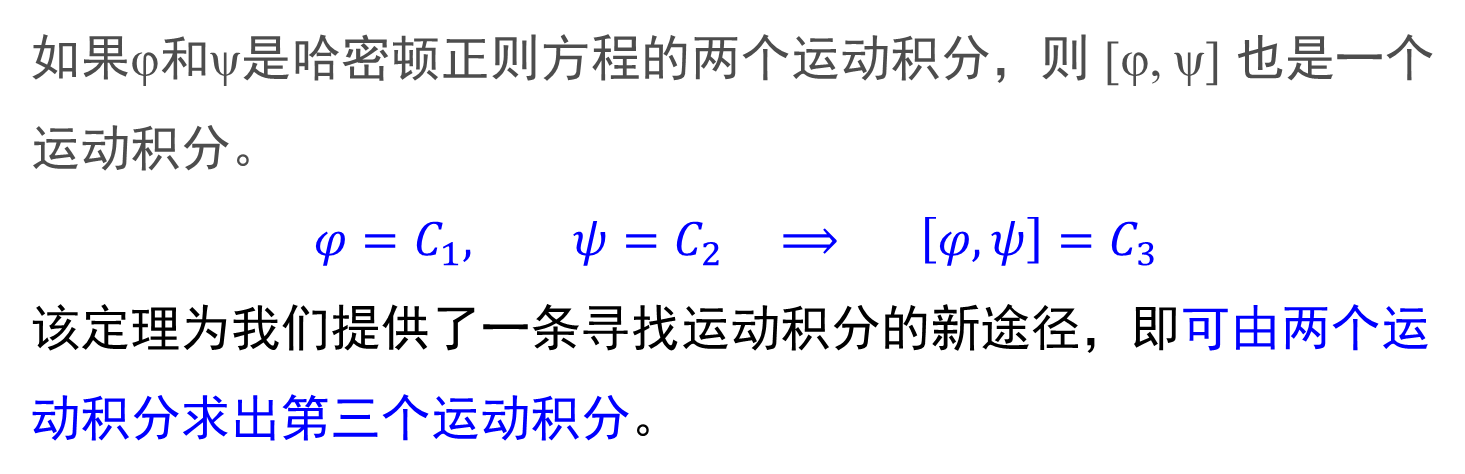 如果φ和ψ是哈密顿正则方程的两个运动积分，则 [φ, ψ] 也是一个
运动积分。
φ = C₁,　ψ = C₂　⟹　[φ, ψ] = C₃
该定理为我们提供了一条寻找运动积分的新途径，即可由两个运
动积分求出第三个运动积分。